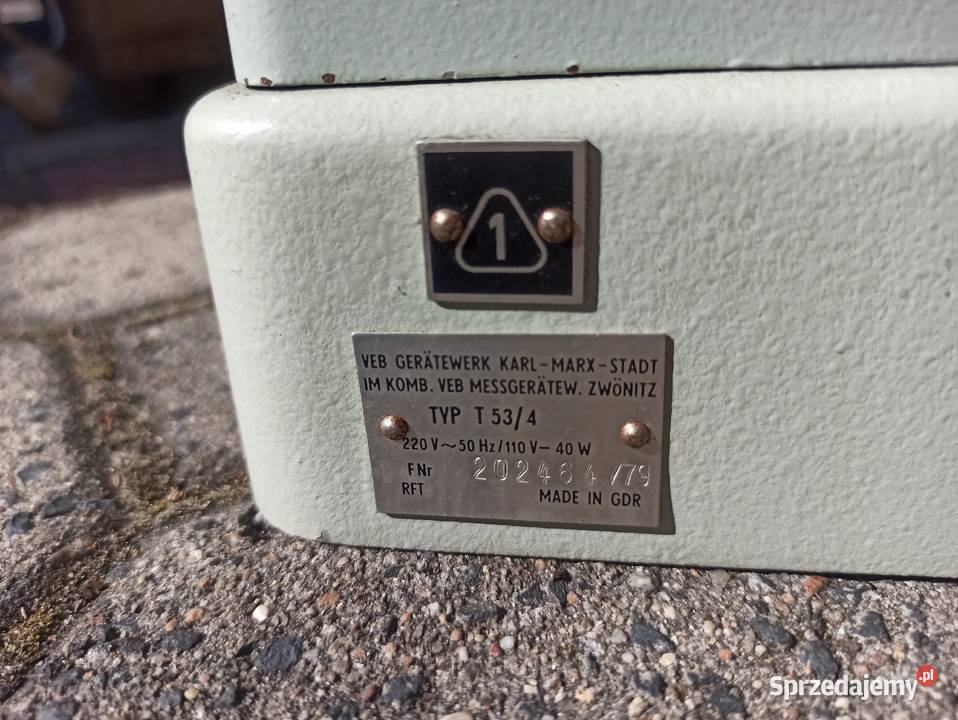 1
VEB GERÄTEWERK KARL-MARX-STADT
IM KOMB. VEB MESSGERÄTEW. ZWÖNITZ
TYP T 53/4
220 V~50 Hz/110 V– 40 W
FNr 202464/79
RFT MADE IN GDR
Sprzedajemy.pl